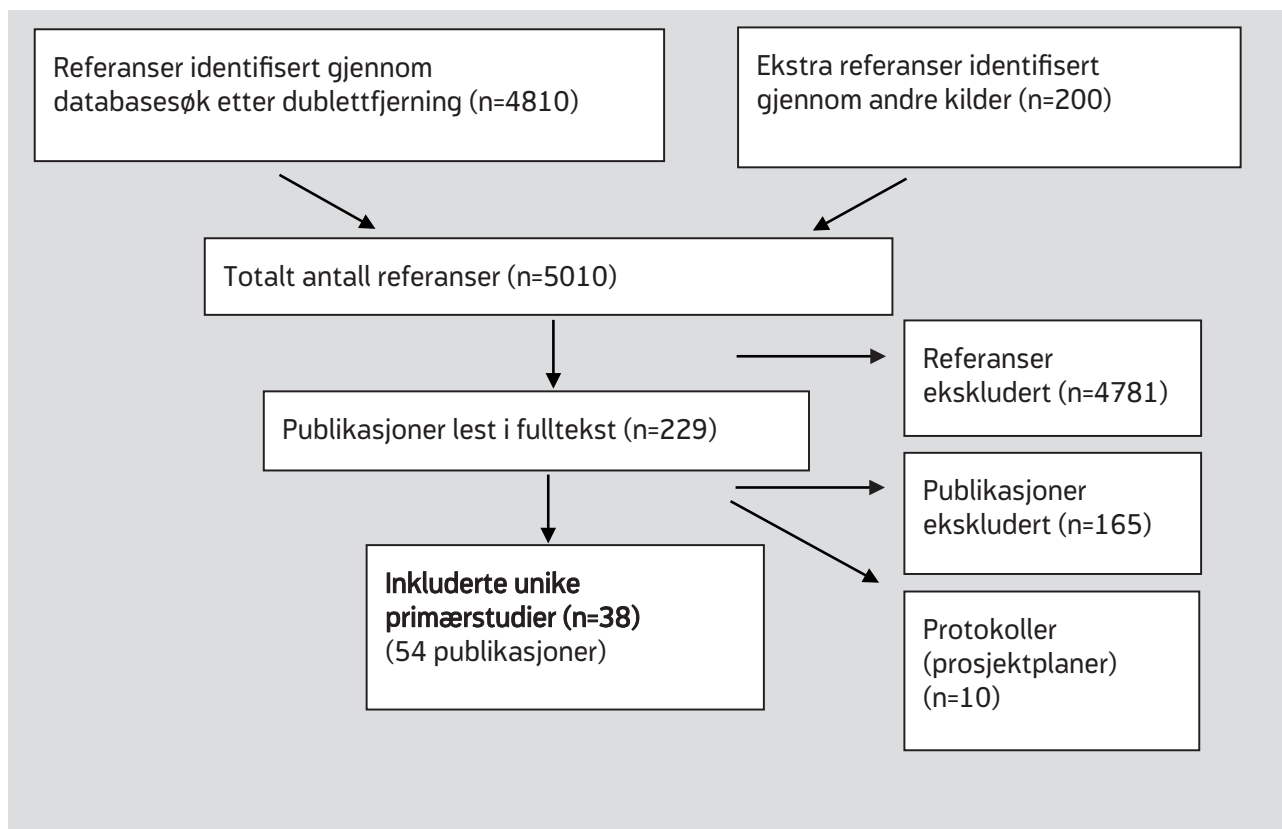 Referanser identifisert gjennom
databasesøk etter dublettfjerning (n=4810)
Ekstra referanser identifisert
gjennom andre kilder (n=200)
Totalt antall referanser (n=5010)
Referanser
ekskludert (n=4781)
Publikasjoner lest i fulltekst (n=229)
Publikasjoner
ekskludert (n=165)
Inkluderte unike
primærstudier (n=38)
(54 publikasjoner)
Protokoller
(prosjektplaner)
(n=10)